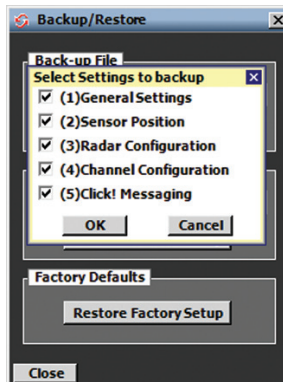 Backup/Restore
Back-up File
Select Settings to backup
(1)General Settings
(2)Sensor Position
(3)Radar Configuration
(4)Channel Configuration
(5)Click! Messaging
OK Cancel
Factory Defaults
Restore Factory Setup
Close